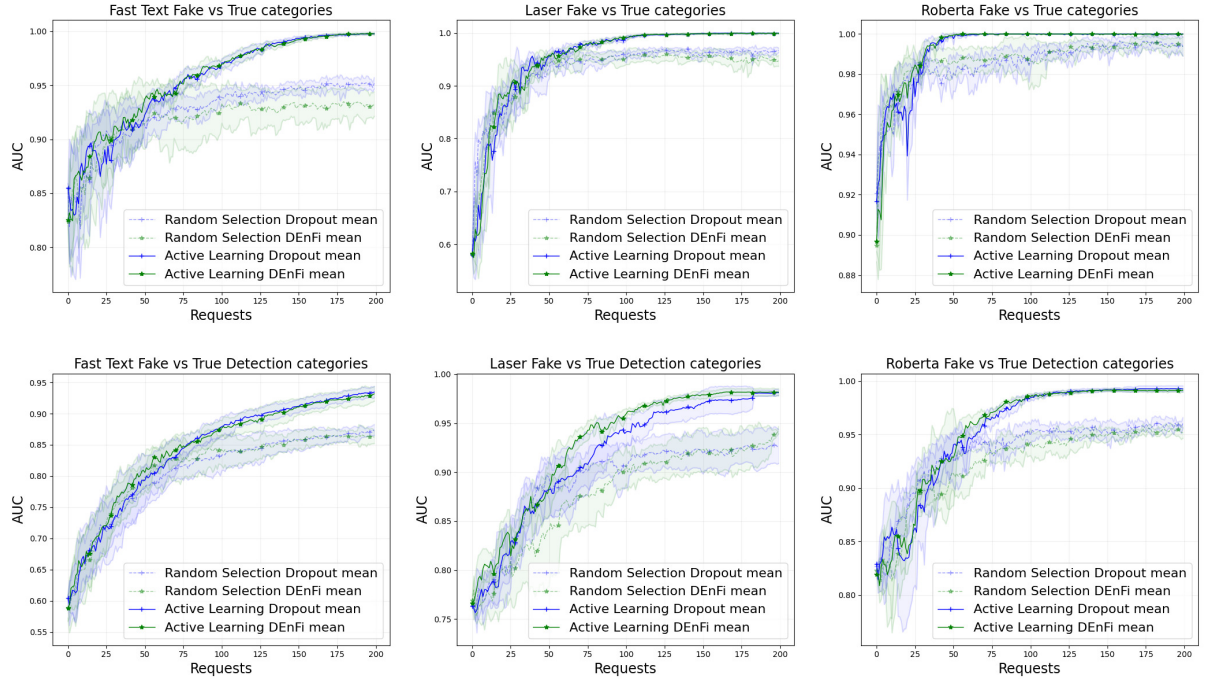 Fast Text Fake vs True categories
AUC
1.00
0.95
0.90
0.85
0.80
Random Selection Dropout mean
Random Selection DEnFi mean
Active Learning Dropout mean
Active Learning DEnFi mean
0 25 50 75 100 125 150 175 200
Requests
Laser Fake vs True categories
AUC
1.0
0.9
0.8
0.7
0.6
Random Selection Dropout mean
Random Selection DEnFi mean
Active Learning Dropout mean
Active Learning DEnFi mean
0 25 50 75 100 125 150 175 200
Requests
Roberta Fake vs True categories
AUC
1.00
0.98
0.96
0.94
0.92
0.90
0.88
Random Selection Dropout mean
Random Selection DEnFi mean
Active Learning Dropout mean
Active Learning DEnFi mean
0 25 50 75 100 125 150 175 200
Requests
Fast Text Fake vs True Detection categories
AUC
0.95
0.90
0.85
0.80
0.75
0.70
0.65
0.60
0.55
Random Selection Dropout mean
Random Selection DEnFi mean
Active Learning Dropout mean
Active Learning DEnFi mean
0 25 50 75 100 125 150 175 200
Requests
Laser Fake vs True Detection categories
AUC
1.00
0.95
0.90
0.85
0.80
0.75
Random Selection Dropout mean
Random Selection DEnFi mean
Active Learning Dropout mean
Active Learning DEnFi mean
0 25 50 75 100 125 150 175 200
Requests
Roberta Fake vs True Detection categories
AUC
1.00
0.95
0.90
0.85
0.80
Random Selection Dropout mean
Random Selection DEnFi mean
Active Learning Dropout mean
Active Learning DEnFi mean
0 25 50 75 100 125 150 175 200
Requests